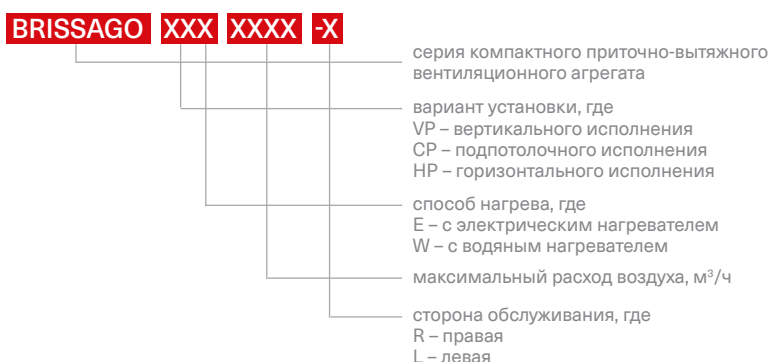 BRISSAGO XXX XXXX -X
серия компактного приточно-вытяжного
вентиляционного агрегата
вариант установки, где
VP – вертикального исполнения
CP – подпотолочного исполнения
HP – горизонтального исполнения
способ нагрева, где
E – с электрическим нагревателем
W – с водяным нагревателем
максимальный расход воздуха, м³/ч
сторона обслуживания, где
R – правая
L – левая